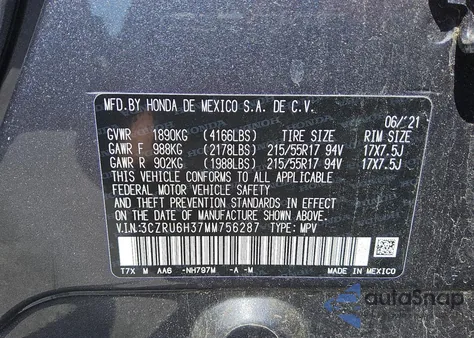 MFD.BY HONDA DE MEXICO S.A. DE C.V.
06/'21
GVWR 1890KG (4166LBS) TIRE SIZE RIM SIZE
GAWR F 988KG (2178LBS) 215/55R17 94V 17X7.5J
GAWR R 902KG (1988LBS) 215/55R17 94V 17X7.5J
THIS VEHICLE CONFORMS TO ALL APPLICABLE
FEDERAL MOTOR VEHICLE SAFETY
AND THEFT PREVENTION STANDARDS IN EFFECT ON
THE DATE OF MANUFACTURE SHOWN ABOVE.
V.I.N:3CZRU6H37MM756287 TYPE: MPV
T7X M AA6 -NH797M -A -M
MADE IN MEXICO
autoSnap